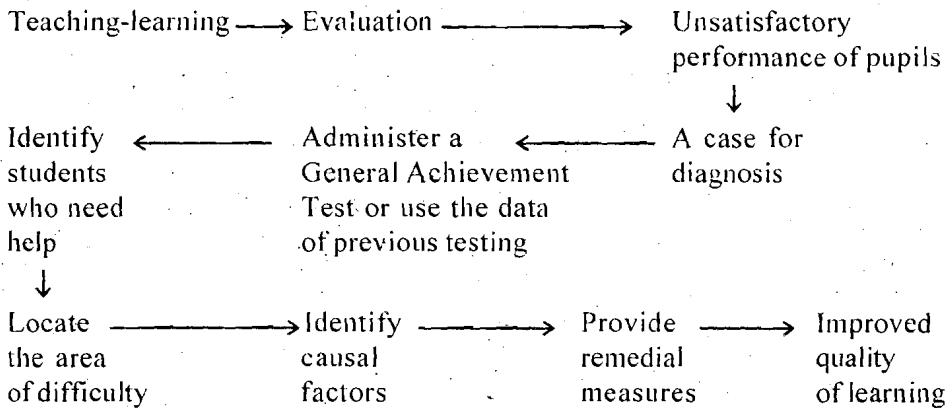 Teaching-learning → Evaluation → Unsatisfactory
performance of pupils
↓
Identify ← Administer a ← A case for
students General Achievement diagnosis
who need Test or use the data
help of previous testing
↓
Locate → Identify → Provide → Improved
the area causal remedial quality
of difficulty factors measures of learning